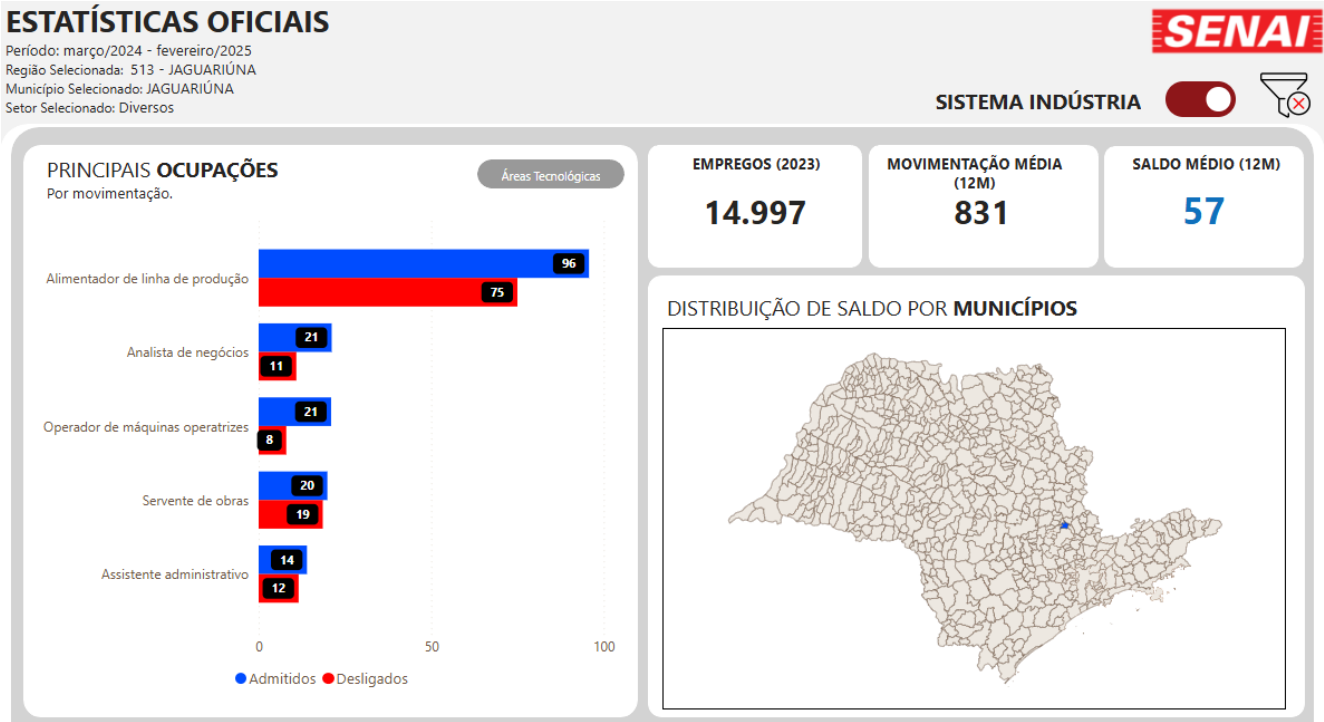 ESTATÍSTICAS OFICIAIS
Período: março/2024 - fevereiro/2025
Região Selecionada: 513 - JAGUARIÚNA
Município Selecionado: JAGUARIÚNA
Setor Selecionado: Diversos
SENAI
SISTEMA INDÚSTRIA
PRINCIPAIS OCUPAÇÕES
Por movimentação.
Áreas Tecnológicas
Alimentador de linha de produção
96
75
Analista de negócios
21
11
Operador de máquinas operatrizes
21
8
Servente de obras
20
19
Assistente administrativo
14
12
0 50 100
Admitidos Desligados
EMPREGOS (2023)
14.997
MOVIMENTAÇÃO MÉDIA
(12M)
831
SALDO MÉDIO (12M)
57
DISTRIBUIÇÃO DE SALDO POR MUNICÍPIOS